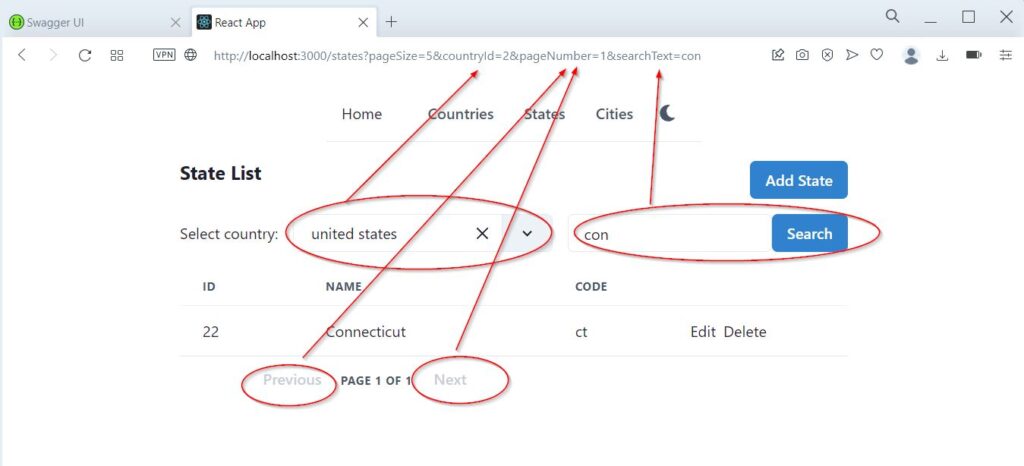 Swagger UI
React App
VPN
http://localhost:3000/states?pageSize=5&countryId=2&pageNumber=1&searchText=con
Home Countries States Cities
State List
Add State
Select country: united states con Search
ID NAME CODE
22 Connecticut ct Edit Delete
Previous PAGE 1 OF 1 Next